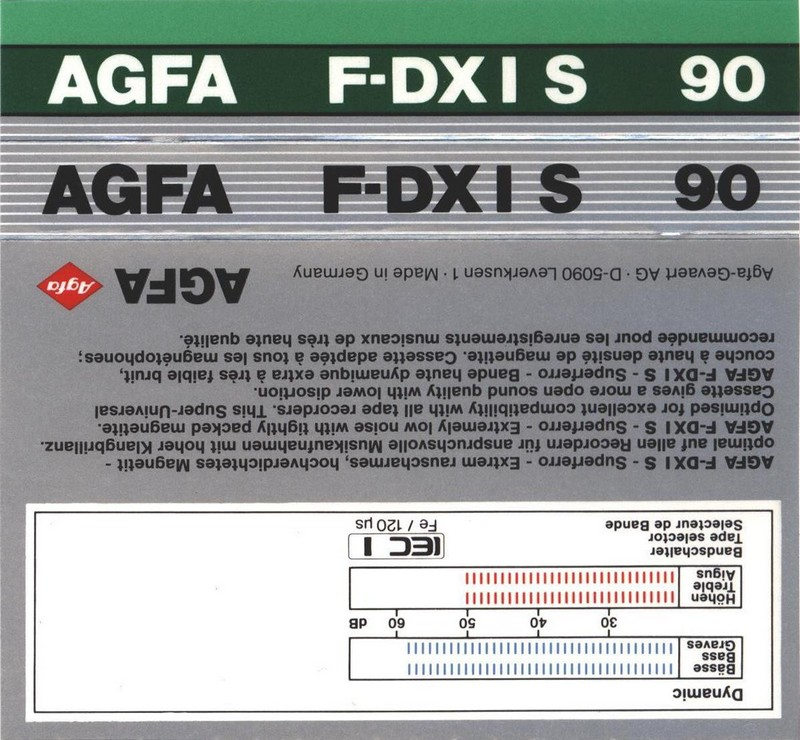 AGFA F-DX I S 90
AGFA F-DX I S 90
Dynamic
Bässe
Bass
Graves
30 40 50 60 dB
Höhen
Treble
Aigus
Bandschalter
Tape selector
Selecteur de Bande
IEC I
Fe / 120 µs
AGFA F-DXI S - Superferro - Extrem rauscharmes, hochverdichtetes Magnetit -
optimal auf allen Recordern für anspruchsvolle Musikaufnahmen mit hoher Klangbrillanz.
AGFA F-DXI S - Superferro - Extremely low noise with tightly packed magnetite.
Optimised for excellent compatibility with all tape recorders. This Super-Universal
Cassette gives a more open sound quality with lower disortion.
AGFA F-DXI S - Superferro - Bande haute dynamique extra à très faible bruit,
couche à haute densité de magnetite. Cassette adaptée à tous les magnétophones;
recommandée pour les enregistrements musicaux de très haute qualité.
Agfa-Gevaert AG · D-5090 Leverkusen 1 · Made in Germany
AGFA
Agfa